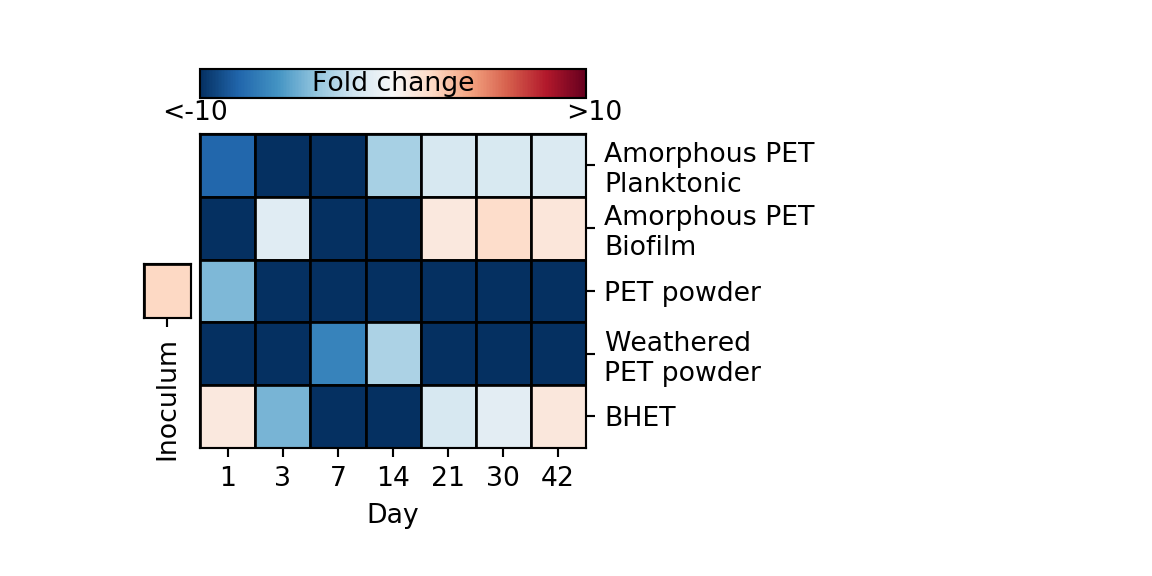 Fold change
<-10 >10
Amorphous PET
Planktonic
Amorphous PET
Biofilm
PET powder
Weathered
PET powder
BHET
Inoculum
1 3 7 14 21 30 42
Day